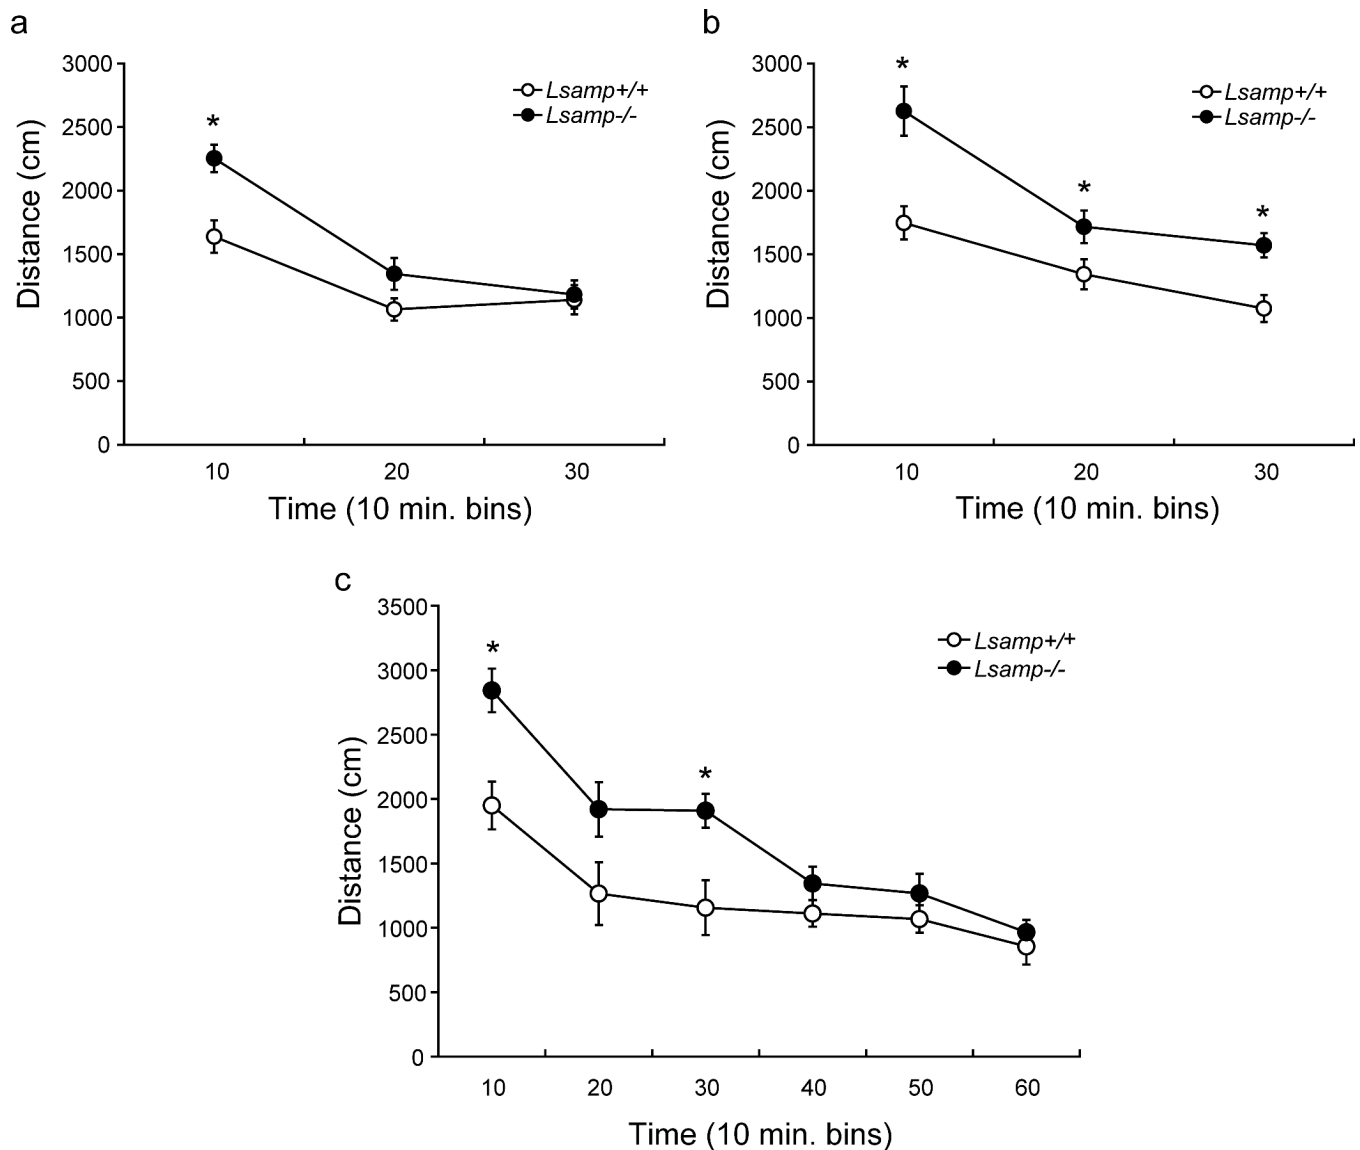 a
3000
2500
2000
1500
1000
500
0
Distance (cm)
*
Lsamp+/+
Lsamp-/-
10 20 30
Time (10 min. bins)
b
3000
2500
2000
1500
1000
500
0
Distance (cm)
*
*
*
Lsamp+/+
Lsamp-/-
10 20 30
Time (10 min. bins)
c
3500
3000
2500
2000
1500
1000
500
0
Distance (cm)
*
*
Lsamp+/+
Lsamp-/-
10 20 30 40 50 60
Time (10 min. bins)